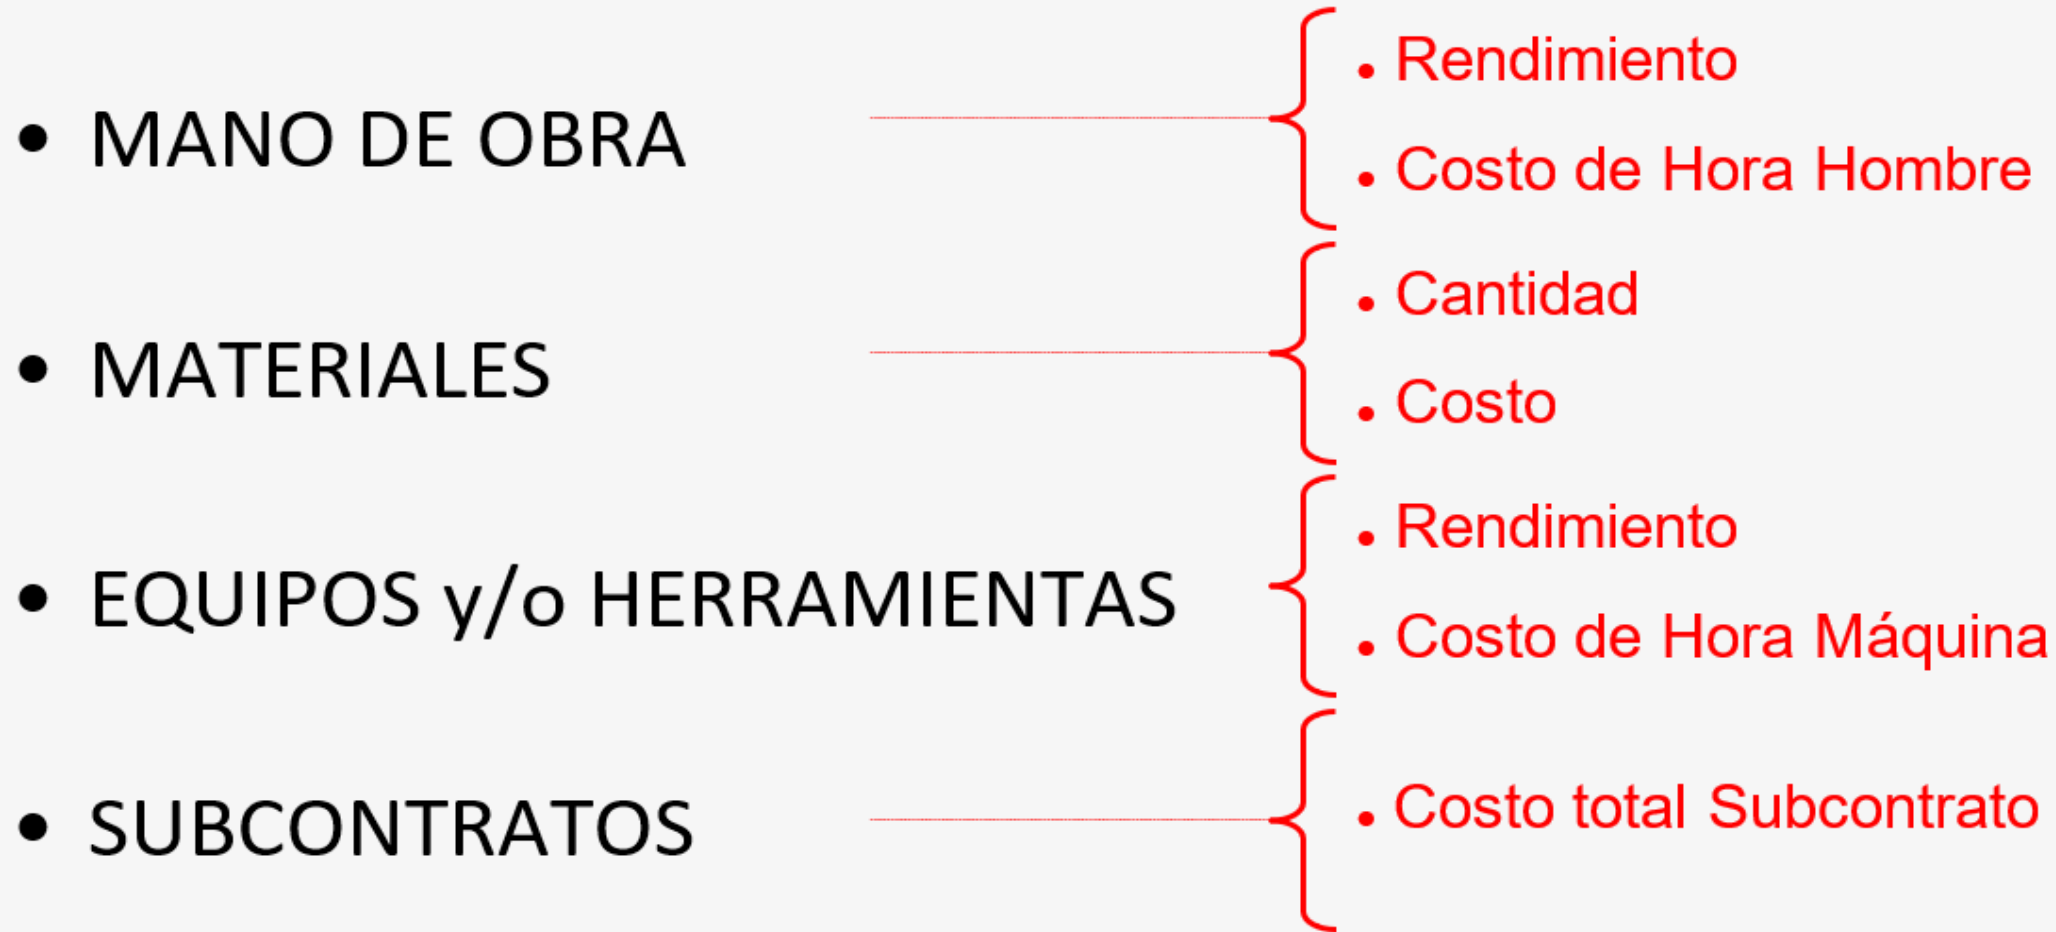 • MANO DE OBRA
• Rendimiento
• Costo de Hora Hombre
• MATERIALES
• Cantidad
• Costo
• EQUIPOS y/o HERRAMIENTAS
• Rendimiento
• Costo de Hora Máquina
• SUBCONTRATOS
• Costo total Subcontrato